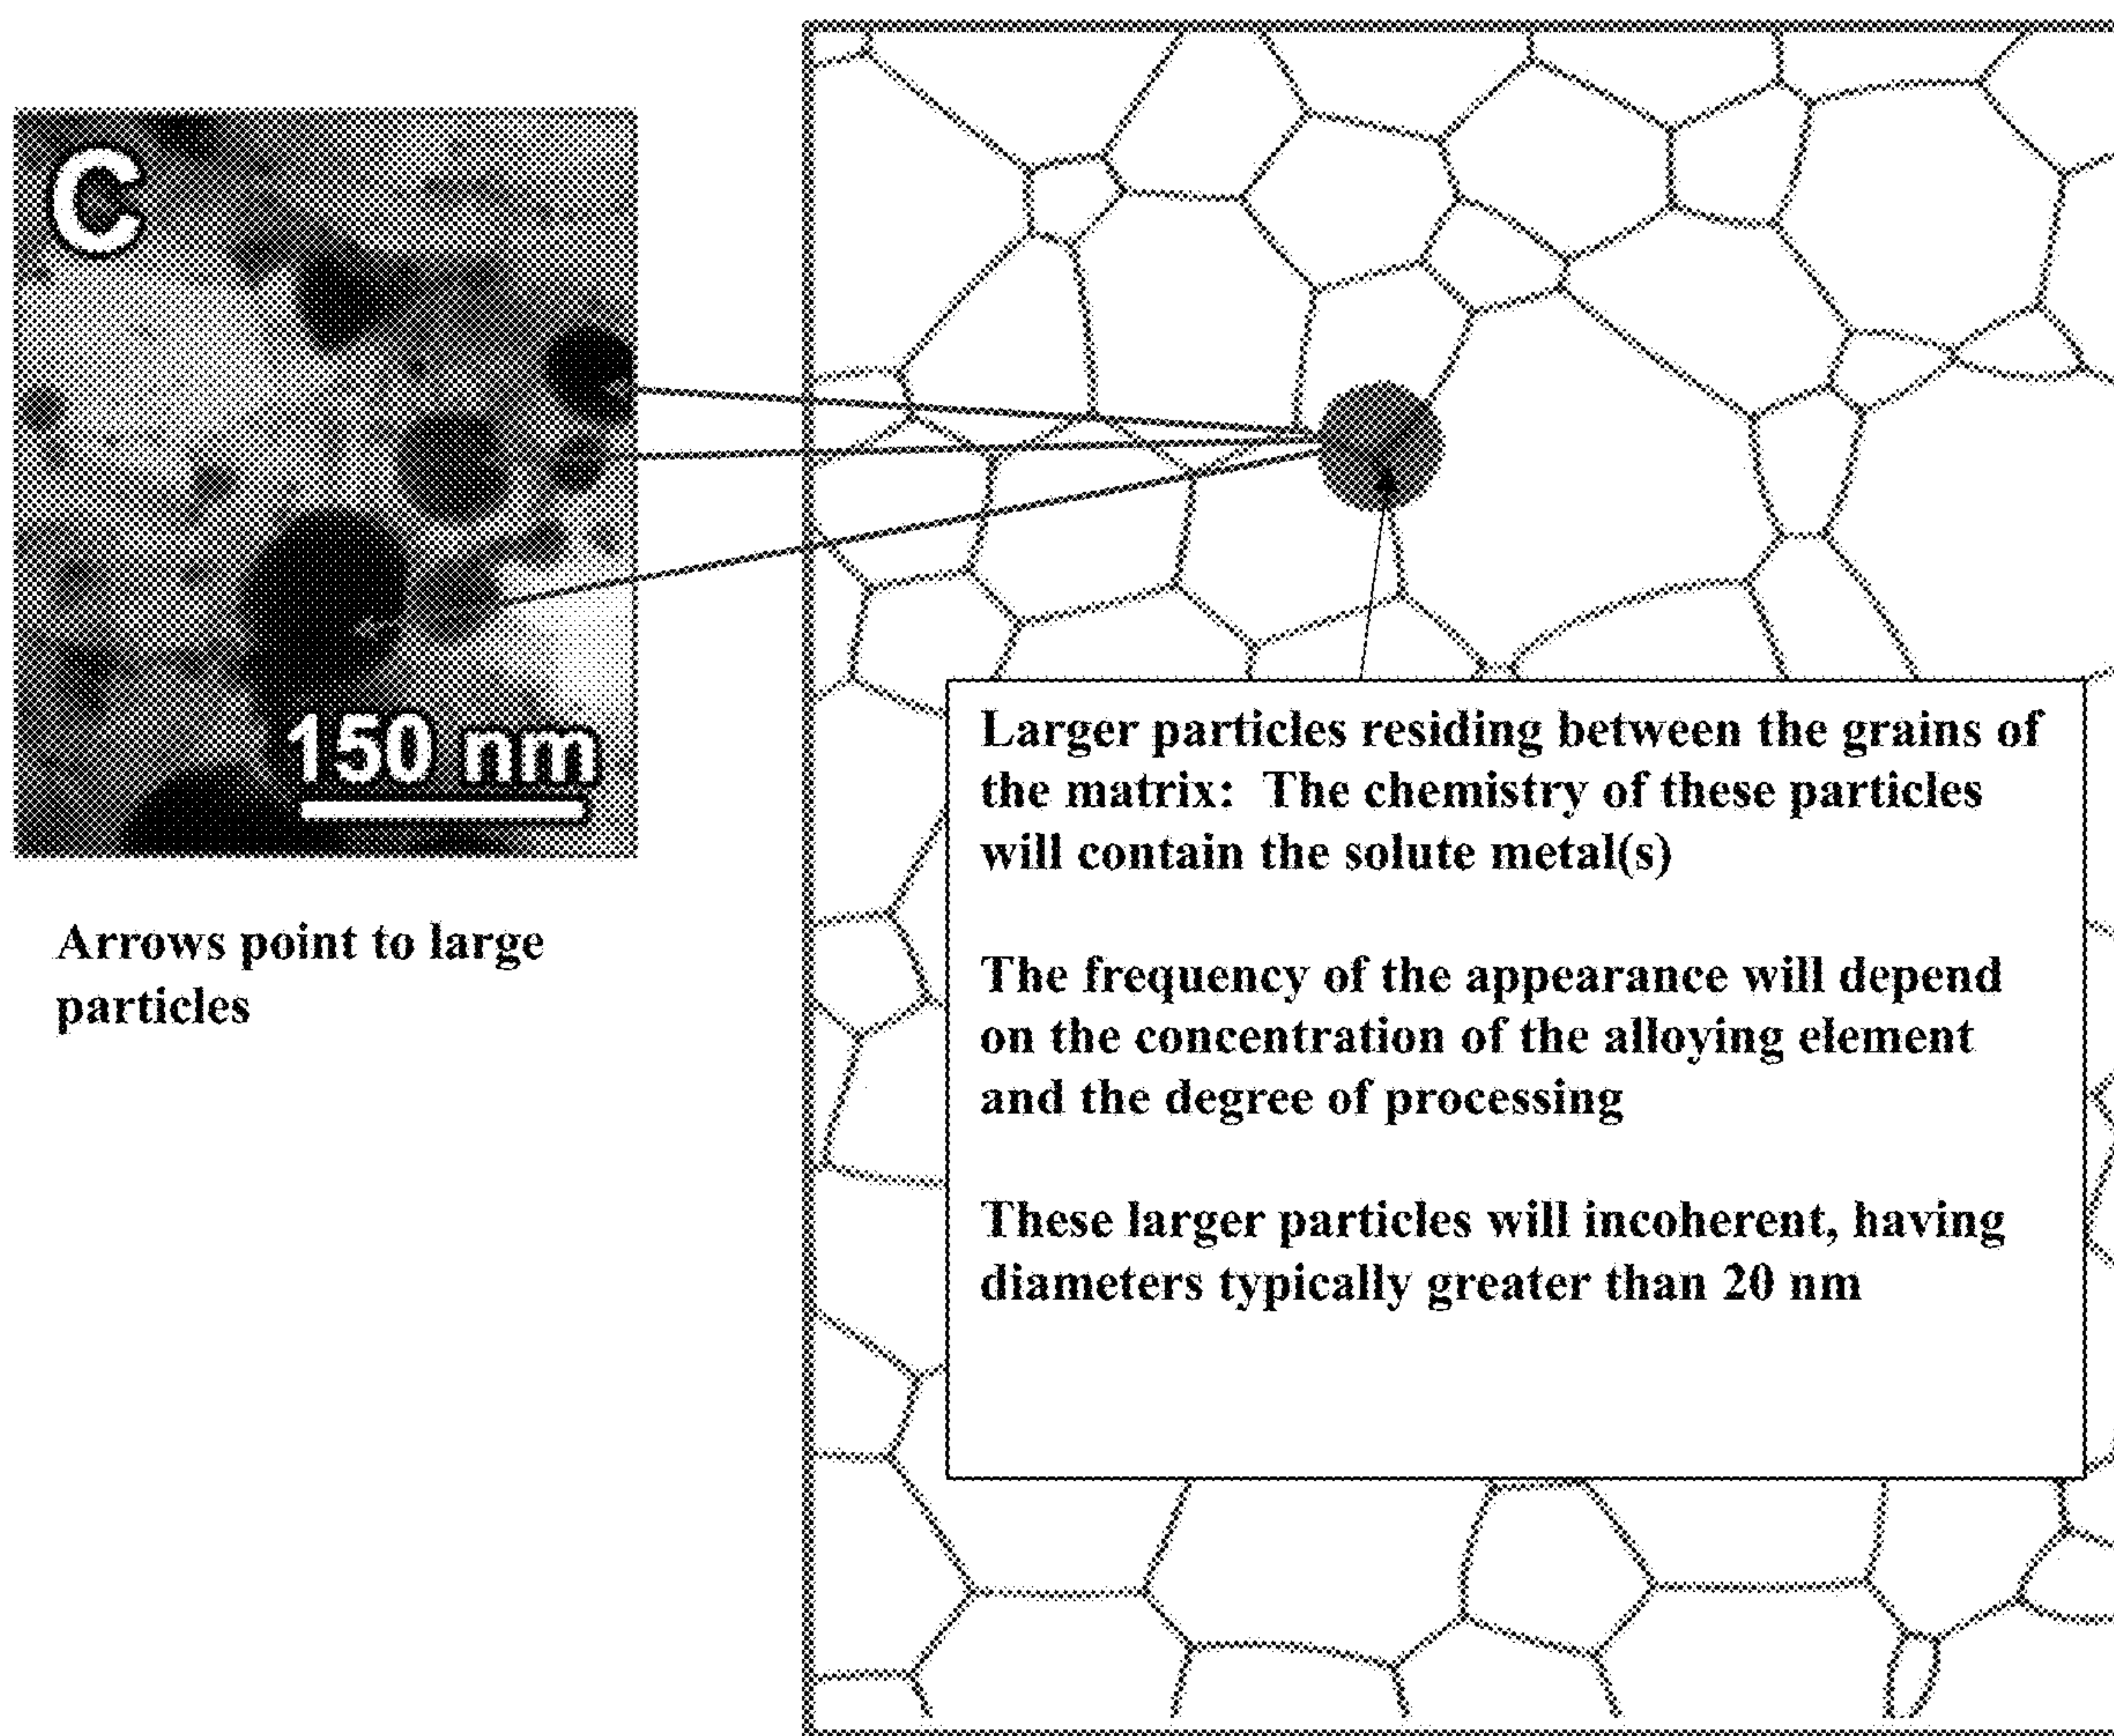 C
150 nm
Arrows point to large
particles
Larger particles residing between the grains of
the matrix:  The chemistry of these particles
will contain the solute metal(s)
The frequency of the appearance will depend
on the concentration of the alloying element
and the degree of processing
These larger particles will incoherent, having
diameters typically greater than 20 nm